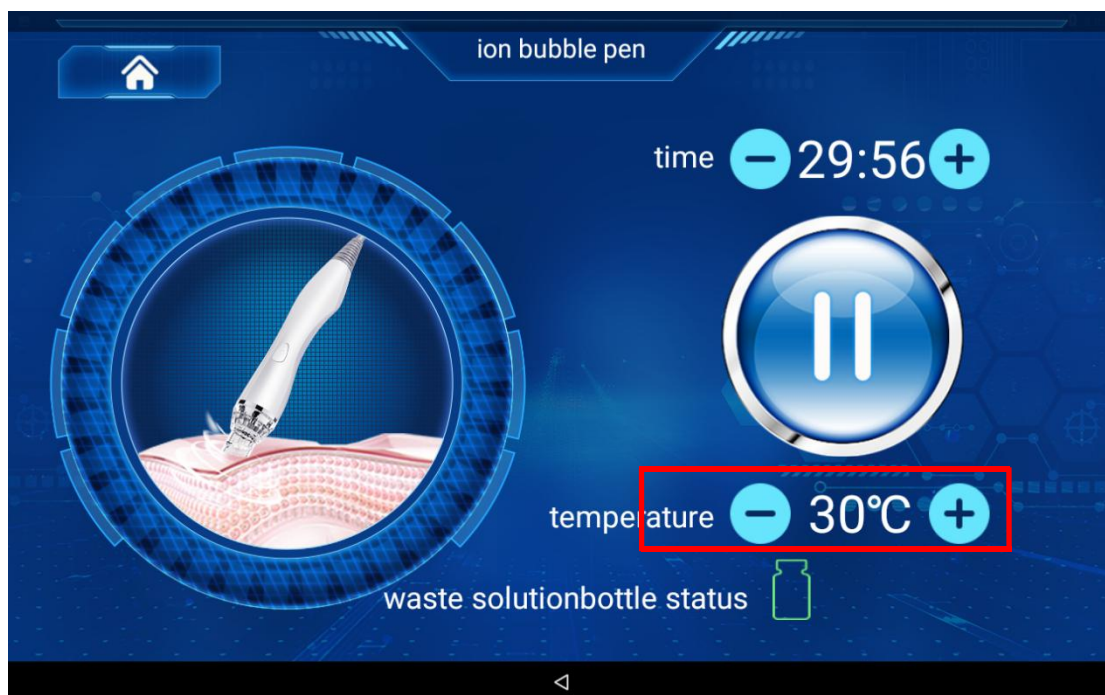 ion bubble pen
time 29:56
temperature 30℃
waste solutionbottle status